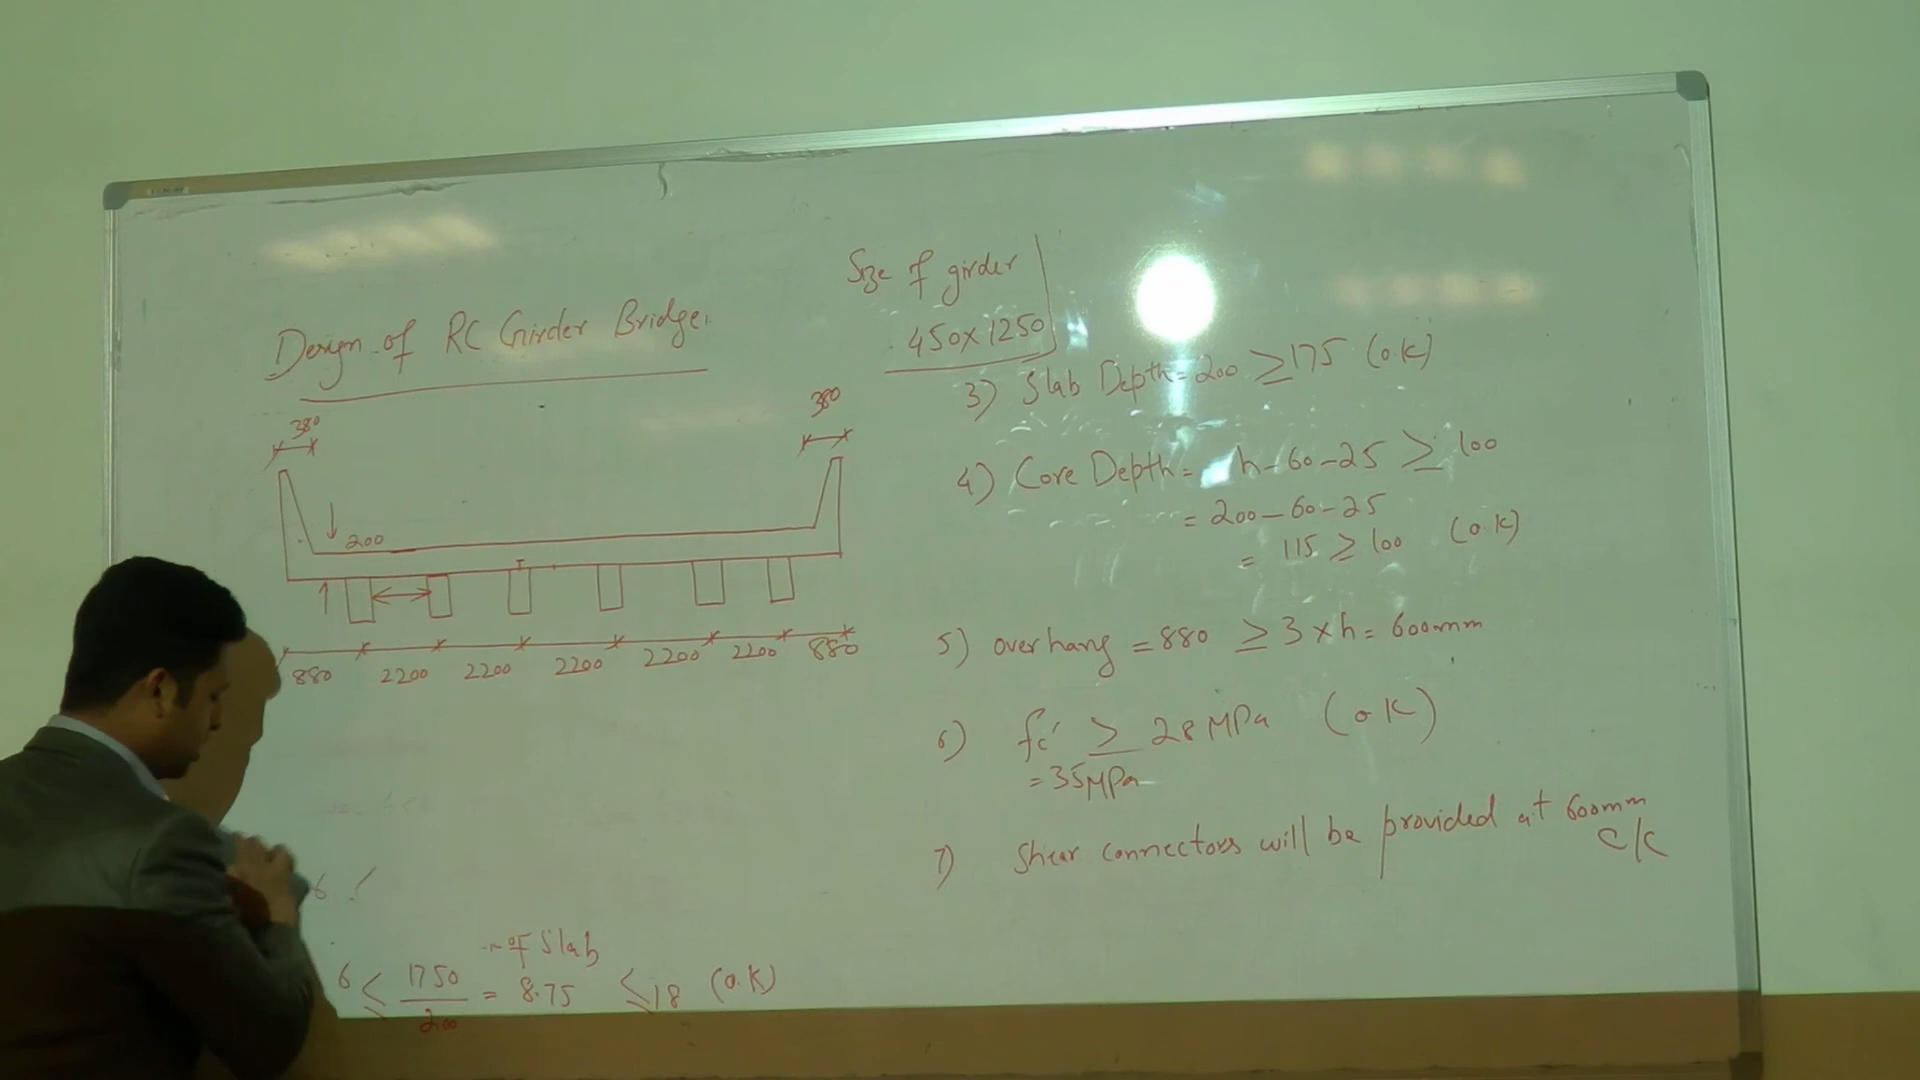 Design of RC Girder Bridge.
Size of girder
450x1250
380
380
200
880 2200 2200 2200 2200 2200 880
of Slab
6 ≤ 1750/200 = 8.75 ≤ 18 (O.K)
3) Slab Depth = 200 ≥ 175 (O.K)
4) Core Depth = h-60-25 ≥ 100
= 200-60-25
= 115 ≥ 100 (O.K)
5) overhang = 880 ≥ 3 x h = 600mm
6) fc' ≥ 28 MPa (O.K)
= 35MPa
7) Shear connectors will be provided at 600mm
C/C